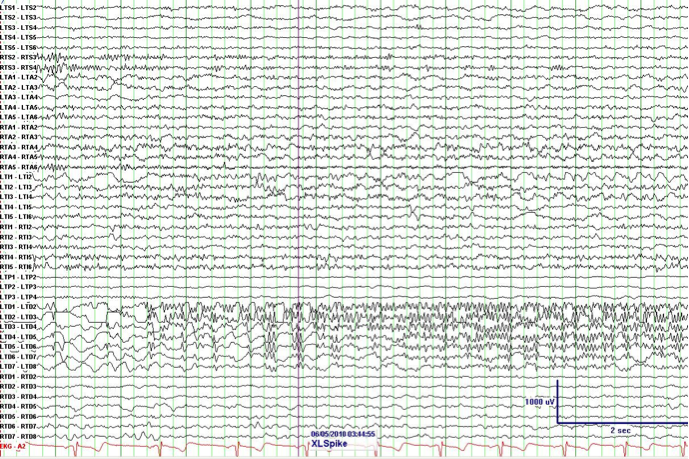 LTS1 - LTS2
LTS2 - LTS3
LTS3 - LTS4
LTS4 - LTS5
LTS5 - LTS6
RTS2 - RTS3
RTS3 - RTS4
LTA1 - LTA2
LTA2 - LTA3
LTA3 - LTA4
LTA4 - LTA5
LTA5 - LTA6
RTA1 - RTA2
RTA2 - RTA3
RTA3 - RTA4
RTA4 - RTA5
RTA5 - RTA6
LTI1 - LTI2
LTI2 - LTI3
LTI3 - LTI4
LTI4 - LTI5
LTI5 - LTI6
RTI1 - RTI2
RTI2 - RTI3
RTI3 - RTI4
RTI4 - RTI5
RTI5 - RTI6
LTP1 - LTP2
LTP2 - LTP3
LTP3 - LTP4
LTD1 - LTD2
LTD2 - LTD3
LTD3 - LTD4
LTD4 - LTD5
LTD5 - LTD6
LTD6 - LTD7
LTD7 - LTD8
RTD1 - RTD2
RTD2 - RTD3
RTD3 - RTD4
RTD4 - RTD5
RTD5 - RTD6
RTD6 - RTD7
RTD7 - RTD8
EKG - A2
1000 uV
2 sec
06/05/2010 03:44:55
XLSpike